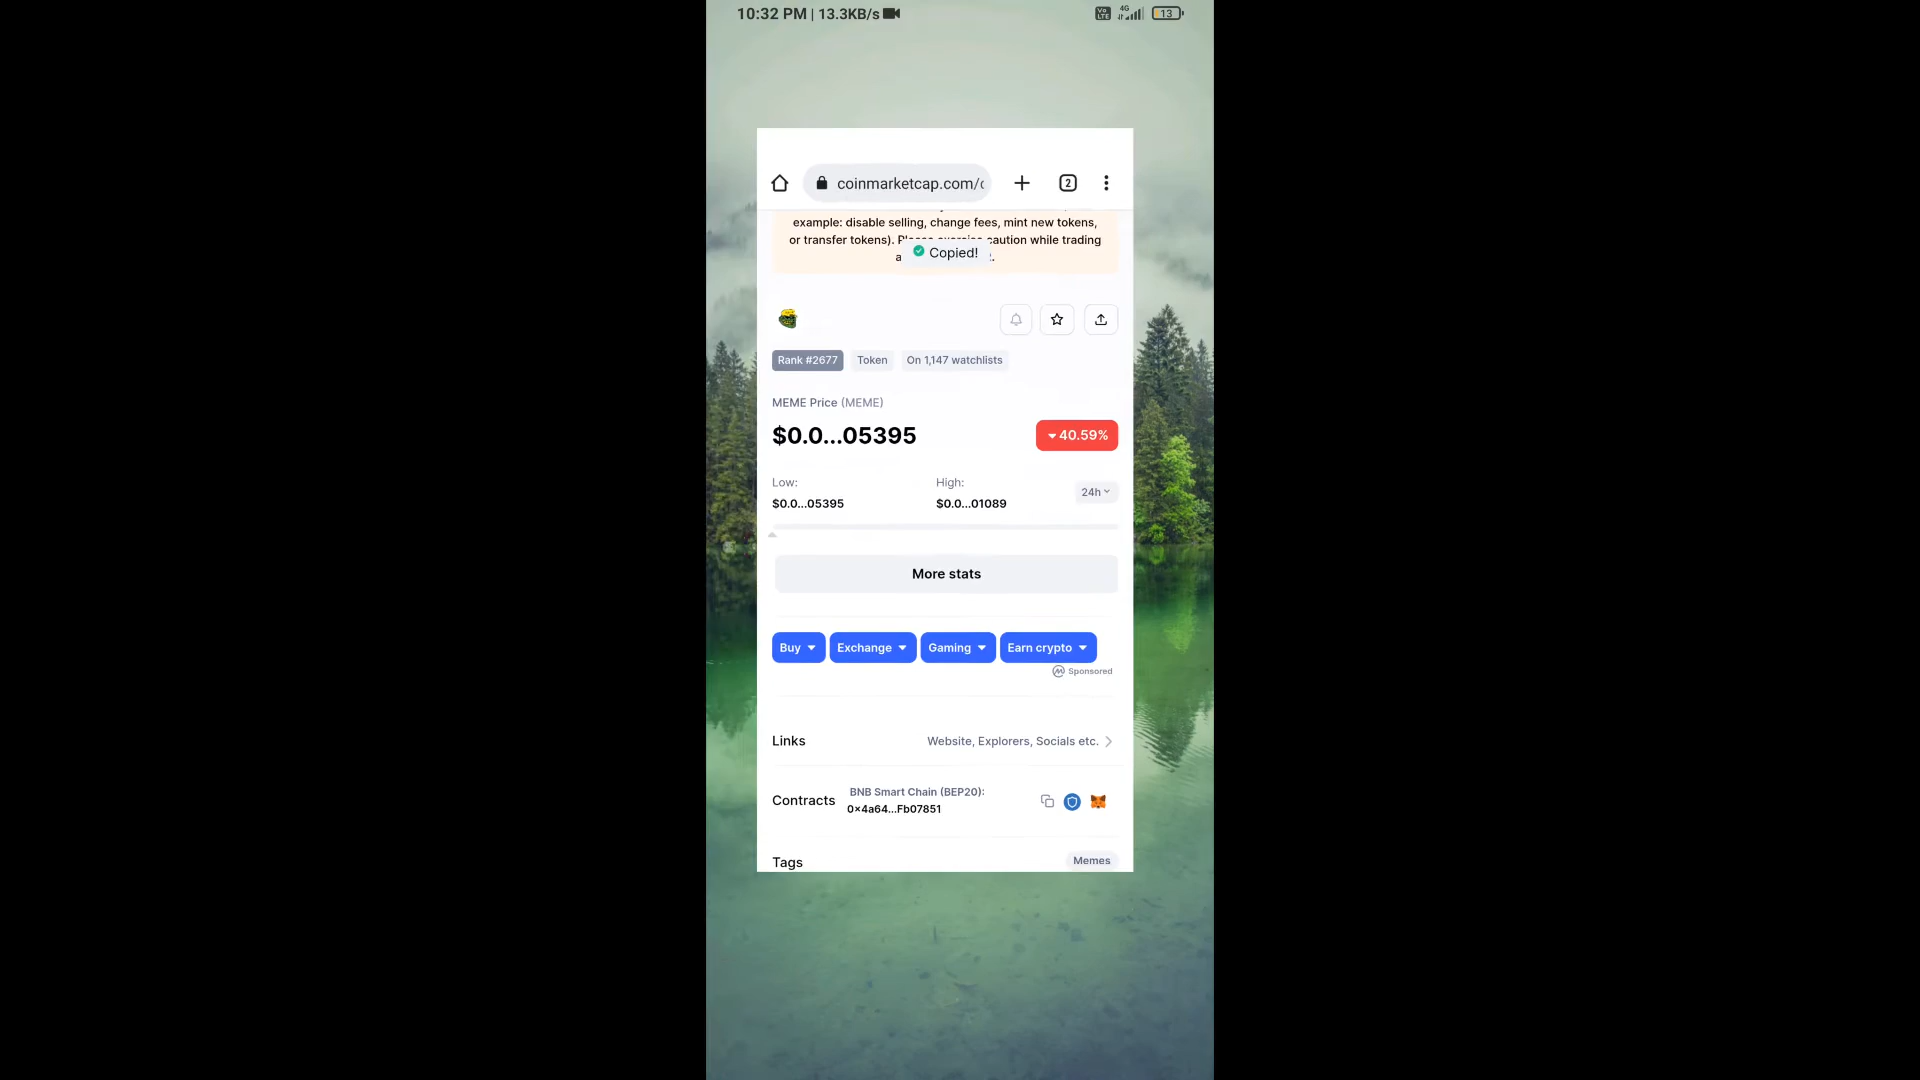 10:32 PM | 13.3KB/s
Vo LTE 4G 13
coinmarketcap.com/
2
example: disable selling, change fees, mint new tokens,
or transfer tokens). caution while trading
Copied!
Rank #2677 Token On 1,147 watchlists
MEME Price (MEME)
$0.0...05395 40.59%
Low: High:
24h
$0.0...05395 $0.0...01089
More stats
Buy Exchange Gaming Earn crypto
Sponsored
Links Website, Explorers, Socials etc.
BNB Smart Chain (BEP20):
Contracts
0x4a64...Fb07851
Tags Memes